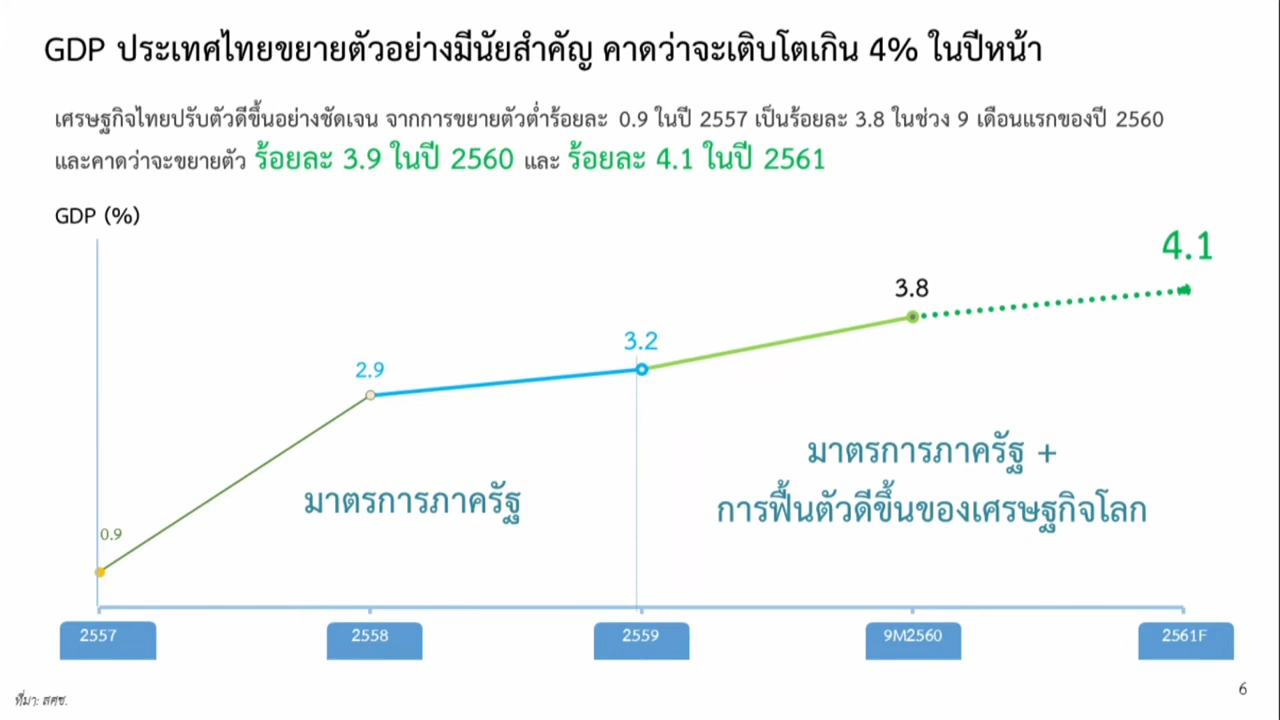 GDP ประเทศไทยขยายตัวอย่างมีนัยสำคัญ คาดว่าจะเติบโตเกิน 4% ในปีหน้า
เศรษฐกิจไทยปรับตัวดีขึ้นอย่างชัดเจน จากการขยายตัวต่ำร้อยละ 0.9 ในปี 2557 เป็นร้อยละ 3.8 ในช่วง 9 เดือนแรกของปี 2560
และคาดว่าจะขยายตัว ร้อยละ 3.9 ในปี 2560 และ ร้อยละ 4.1 ในปี 2561
GDP (%)
4.1
3.8
3.2
2.9
0.9
มาตรการภาครัฐ
มาตรการภาครัฐ +
การฟื้นตัวดีขึ้นของเศรษฐกิจโลก
2557
2558
2559
9M2560
2561F
ที่มา: สศช.
6